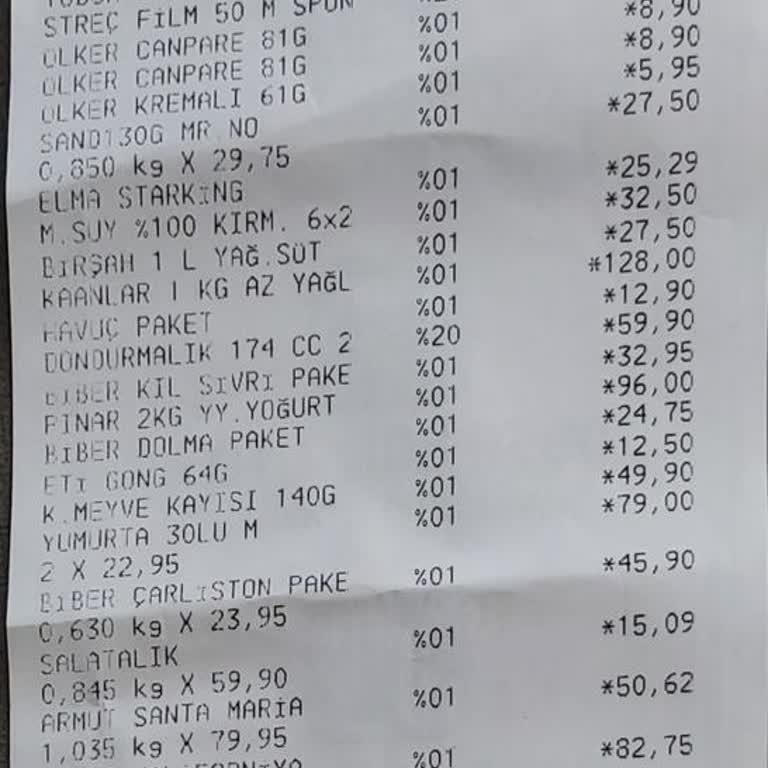 STREÇ FİLM 50 M
ÜLKER CANPARE 81G %01 *8,90
ÜLKER CANPARE 81G %01 *8,90
ÜLKER KREMALI 61G %01 *5,95
SAND130G MR NO %01 *27,50
0,850 kg X 29,75
ELMA STARKİNG %01 *25,29
M.SUY %100 KIRM. 6x2 %01 *32,50
BİRŞAH 1 L YAĞ.SÜT %01 *27,50
KAANLAR 1 KG AZ YAĞL %01 *128,00
HAVUÇ PAKET %01 *12,90
DONDURMALIK 174 CC 2 %20 *59,90
BİBER KIL SİVRİ PAKE %01 *32,95
PINAR 2KG YY.YOĞURT %01 *96,00
BİBER DOLMA PAKET %01 *24,75
ETİ GONG 64G %01 *12,50
K.MEYVE KAYISI 140G %01 *49,90
YUMURTA 30LU M %01 *79,00
2 X 22,95
BİBER ÇARLİSTON PAKE %01 *45,90
0,630 kg X 23,95
SALATALIK %01 *15,09
0,845 kg X 59,90
ARMUT SANTA MARİA %01 *50,62
1,035 kg X 79,95
%01 *82,75